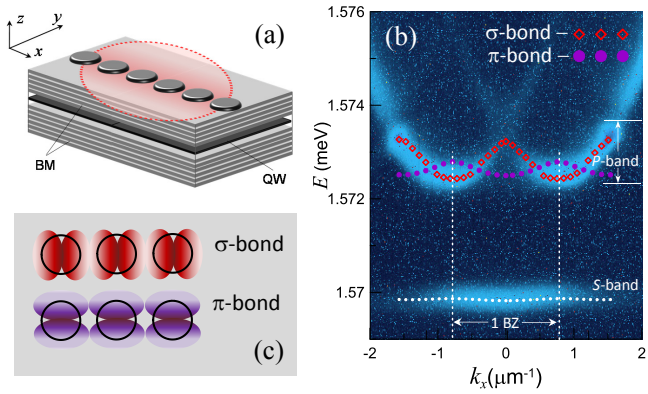 z
y
x
(a)
BM
QW
σ-bond
π-bond
(c)
(b)
σ-bond
π-bond
1.576
1.574
1.572
1.57
E (meV)
P-band
S-band
1 BZ
-2
-1
0
1
2
kₓ(μm⁻¹)